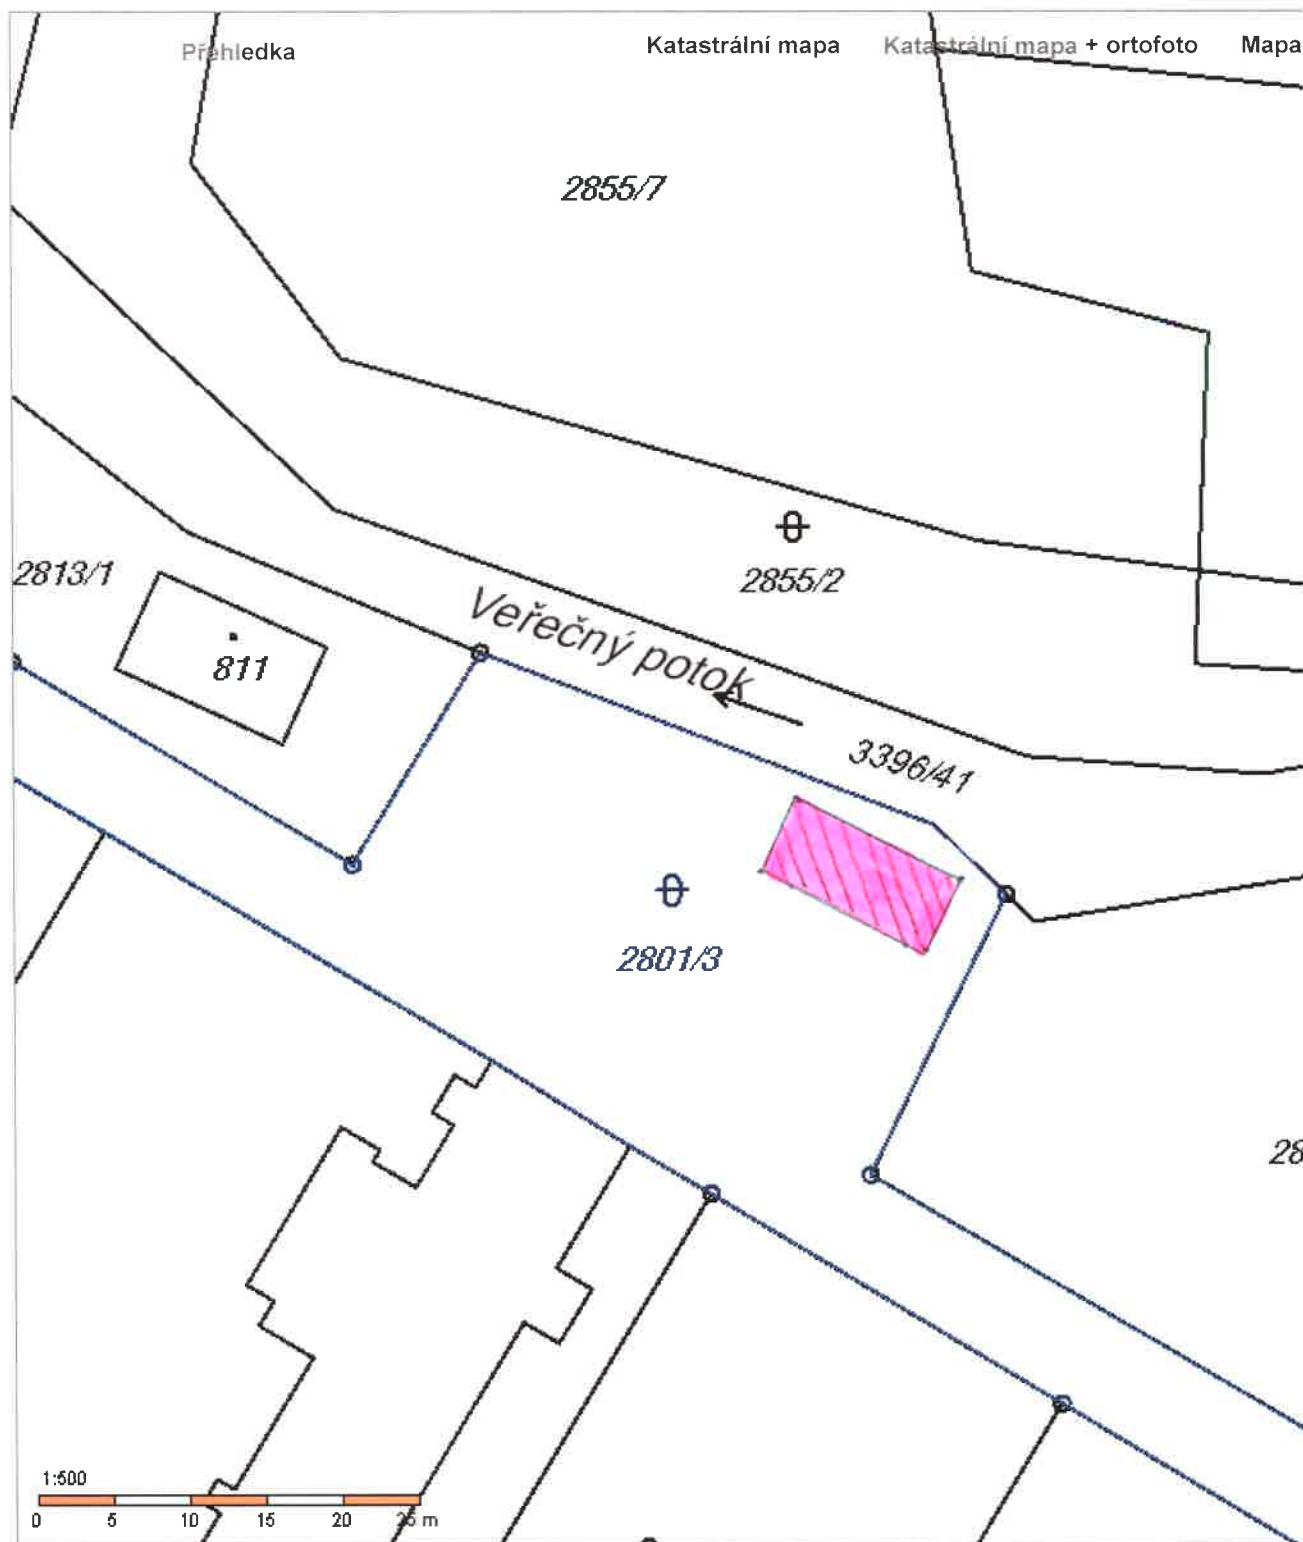 Přehledka Katastrální mapa Katastrální mapa + ortofoto Mapa
2855/7
2855/2
2813/1
811
Veřečný potok
3396/41
2801/3
28
1:500
0 5 10 15 20 25 m